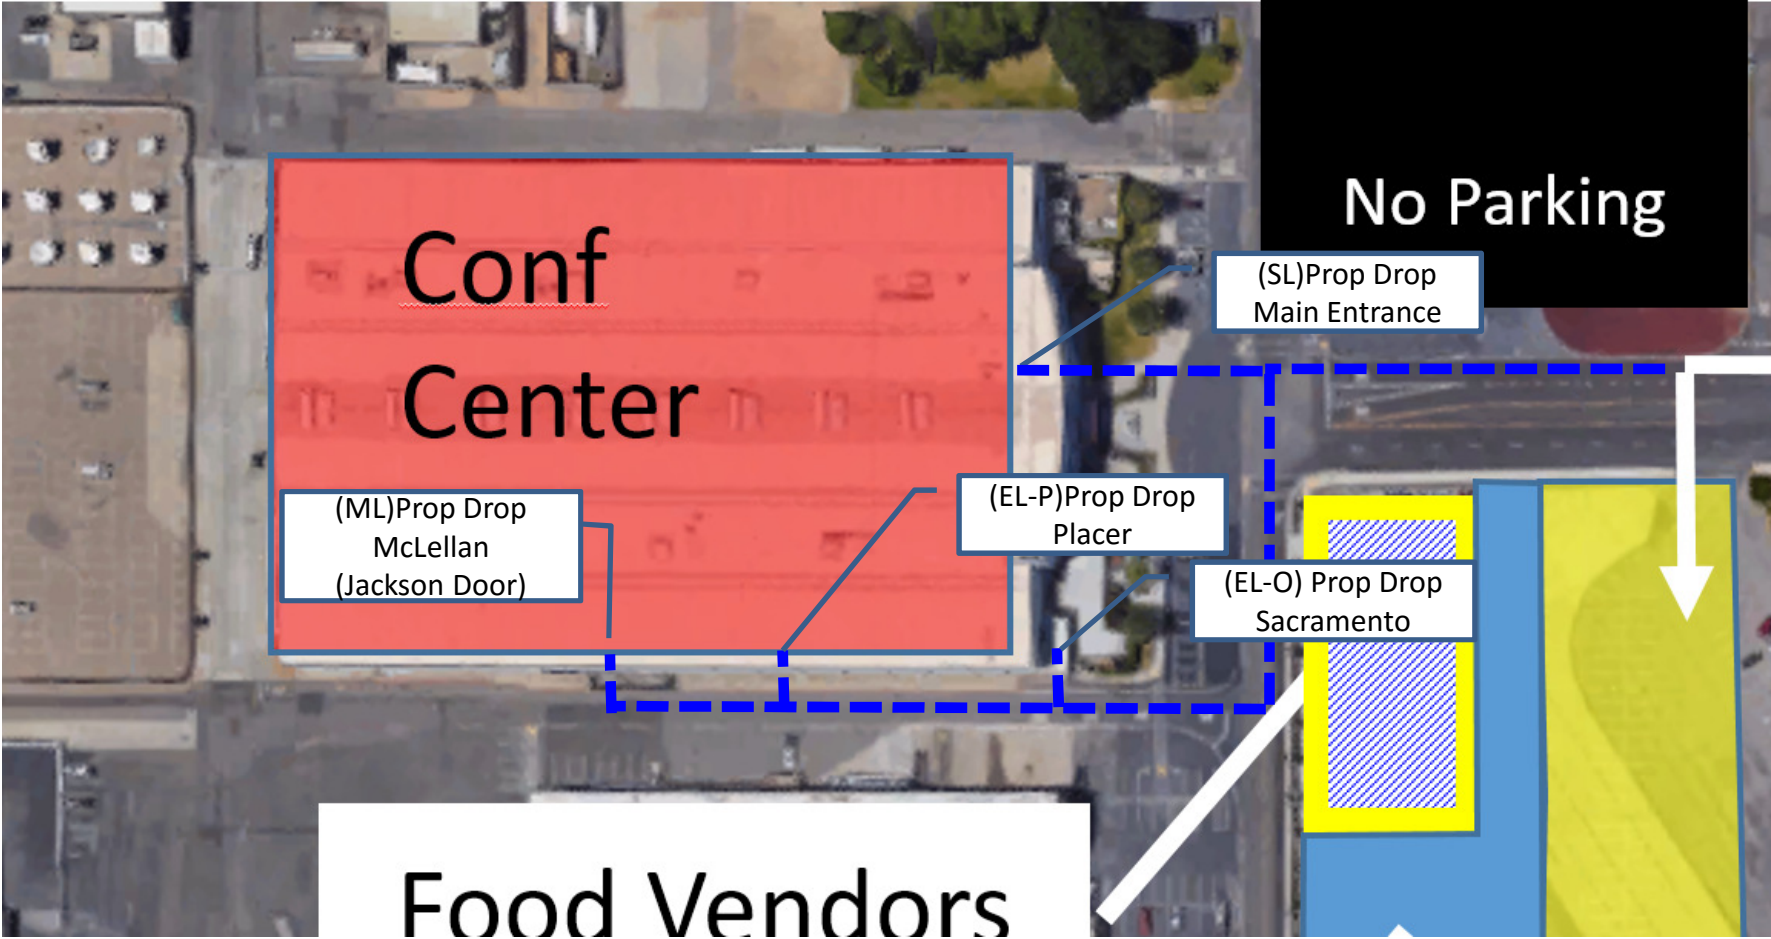 No Parking
Conf
Center
(SL)Prop Drop
Main Entrance
(ML)Prop Drop
McLellan
(Jackson Door)
(EL-P)Prop Drop
Placer
(EL-O) Prop Drop
Sacramento
Food Vendors